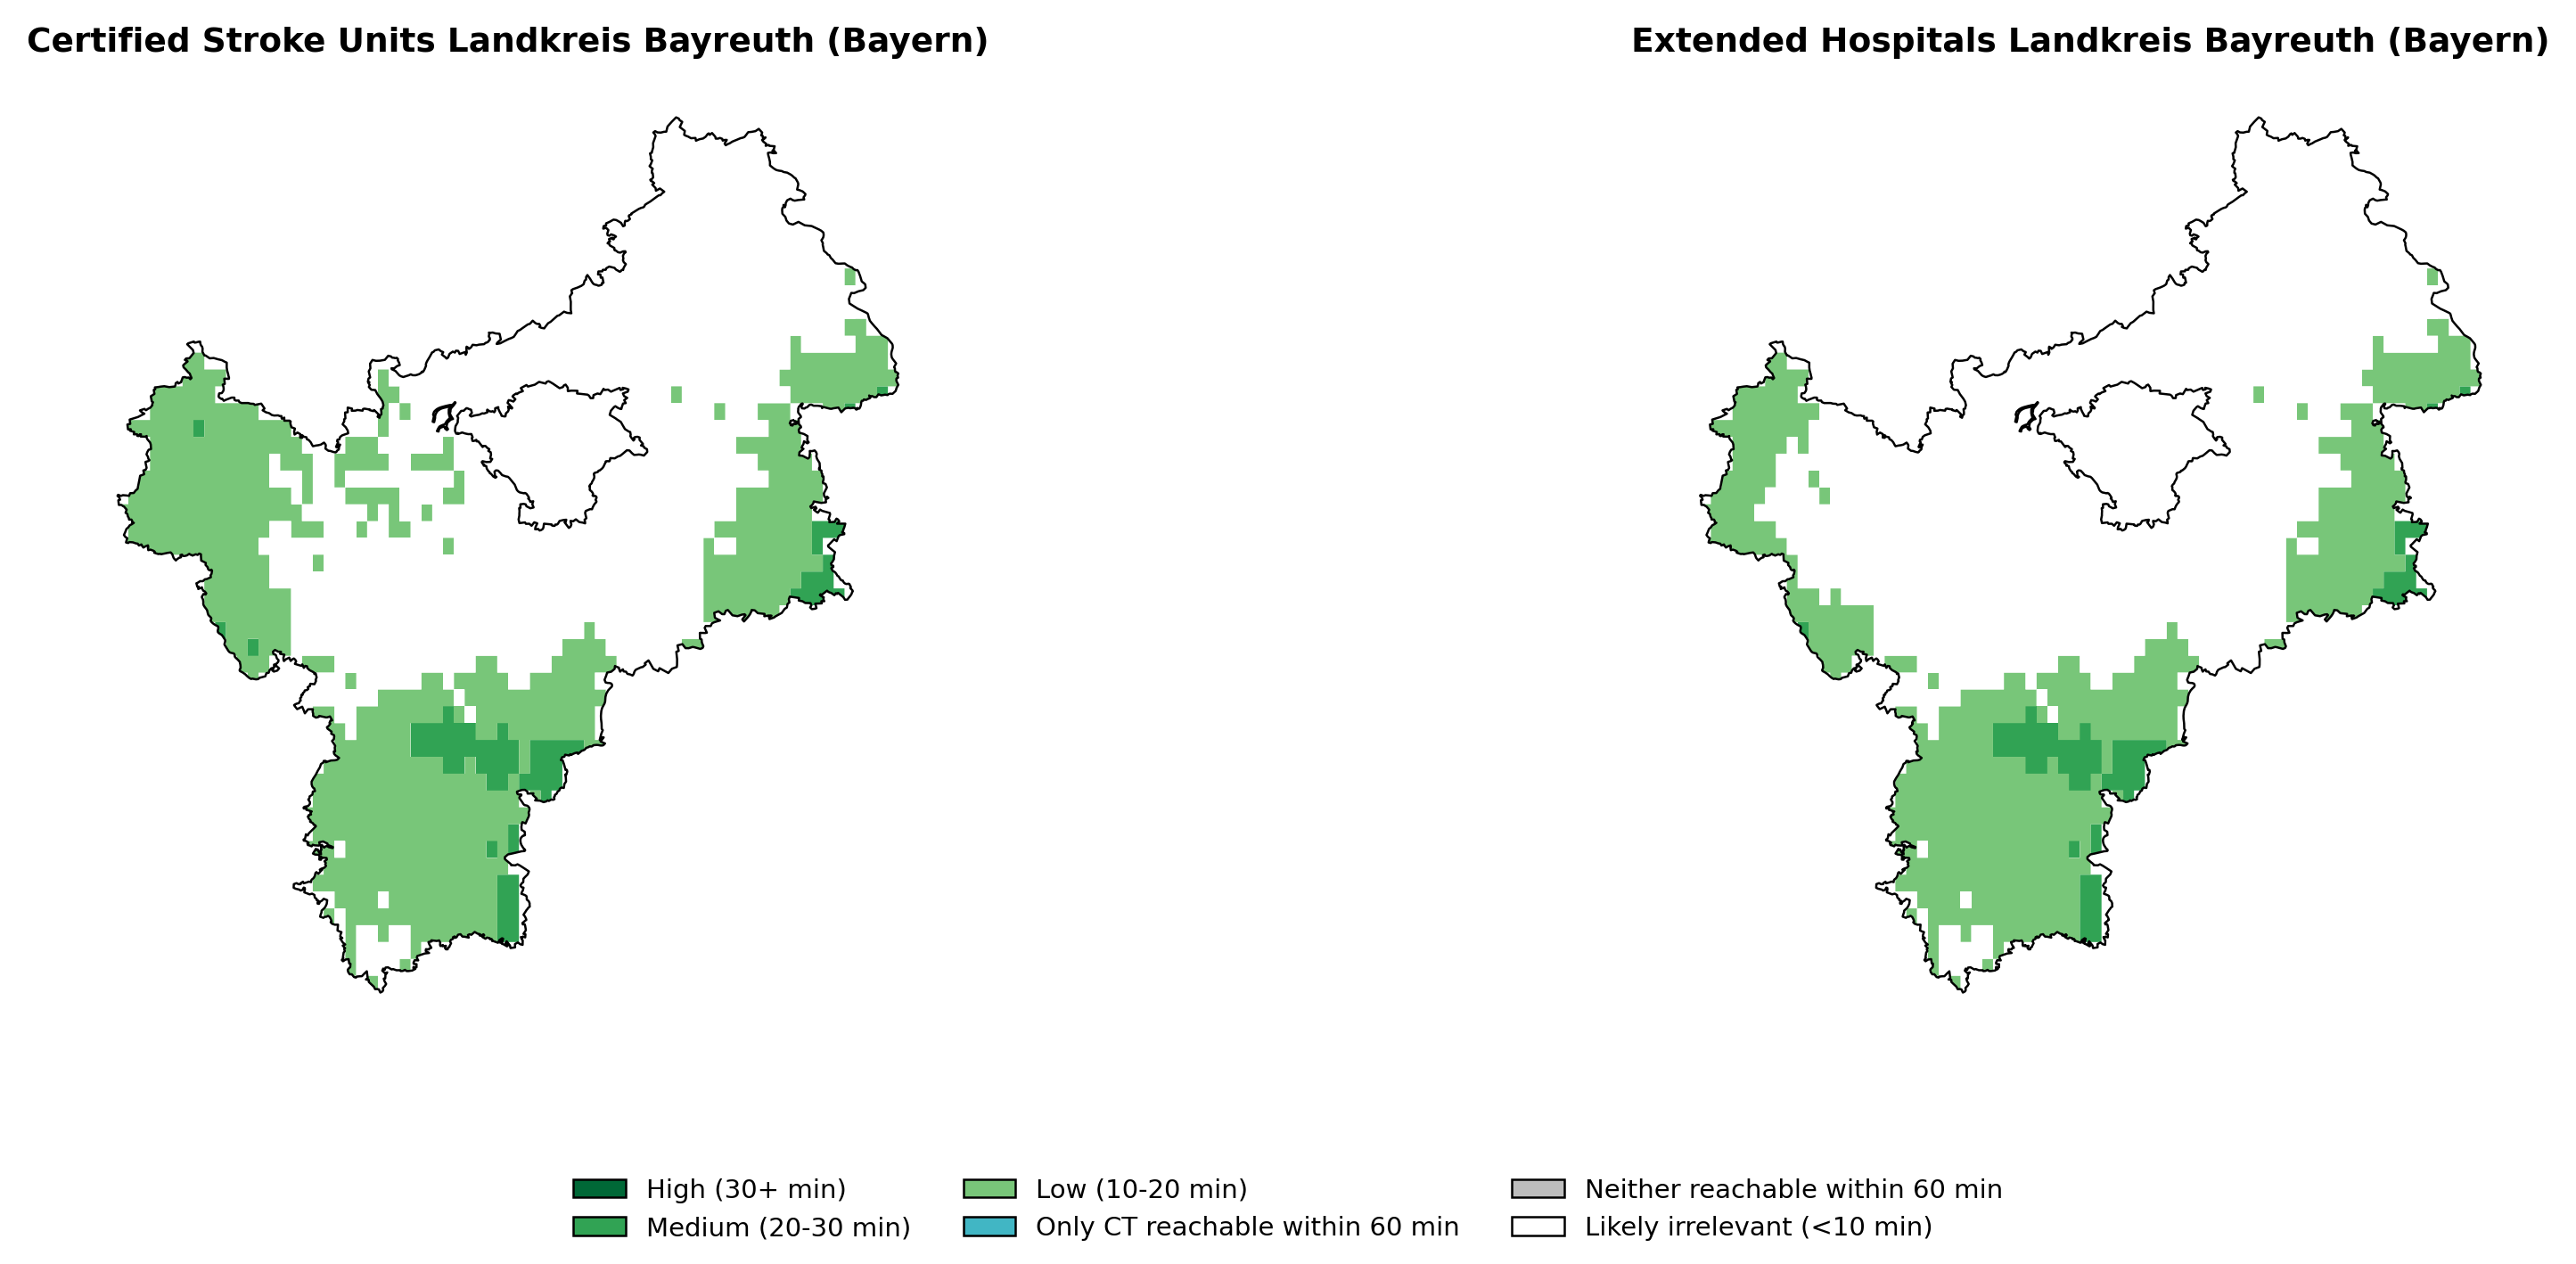 Certified Stroke Units Landkreis Bayreuth (Bayern)
Extended Hospitals Landkreis Bayreuth (Bayern)
High (30+ min)
Medium (20-30 min)
Low (10-20 min)
Only CT reachable within 60 min
Neither reachable within 60 min
Likely irrelevant (<10 min)